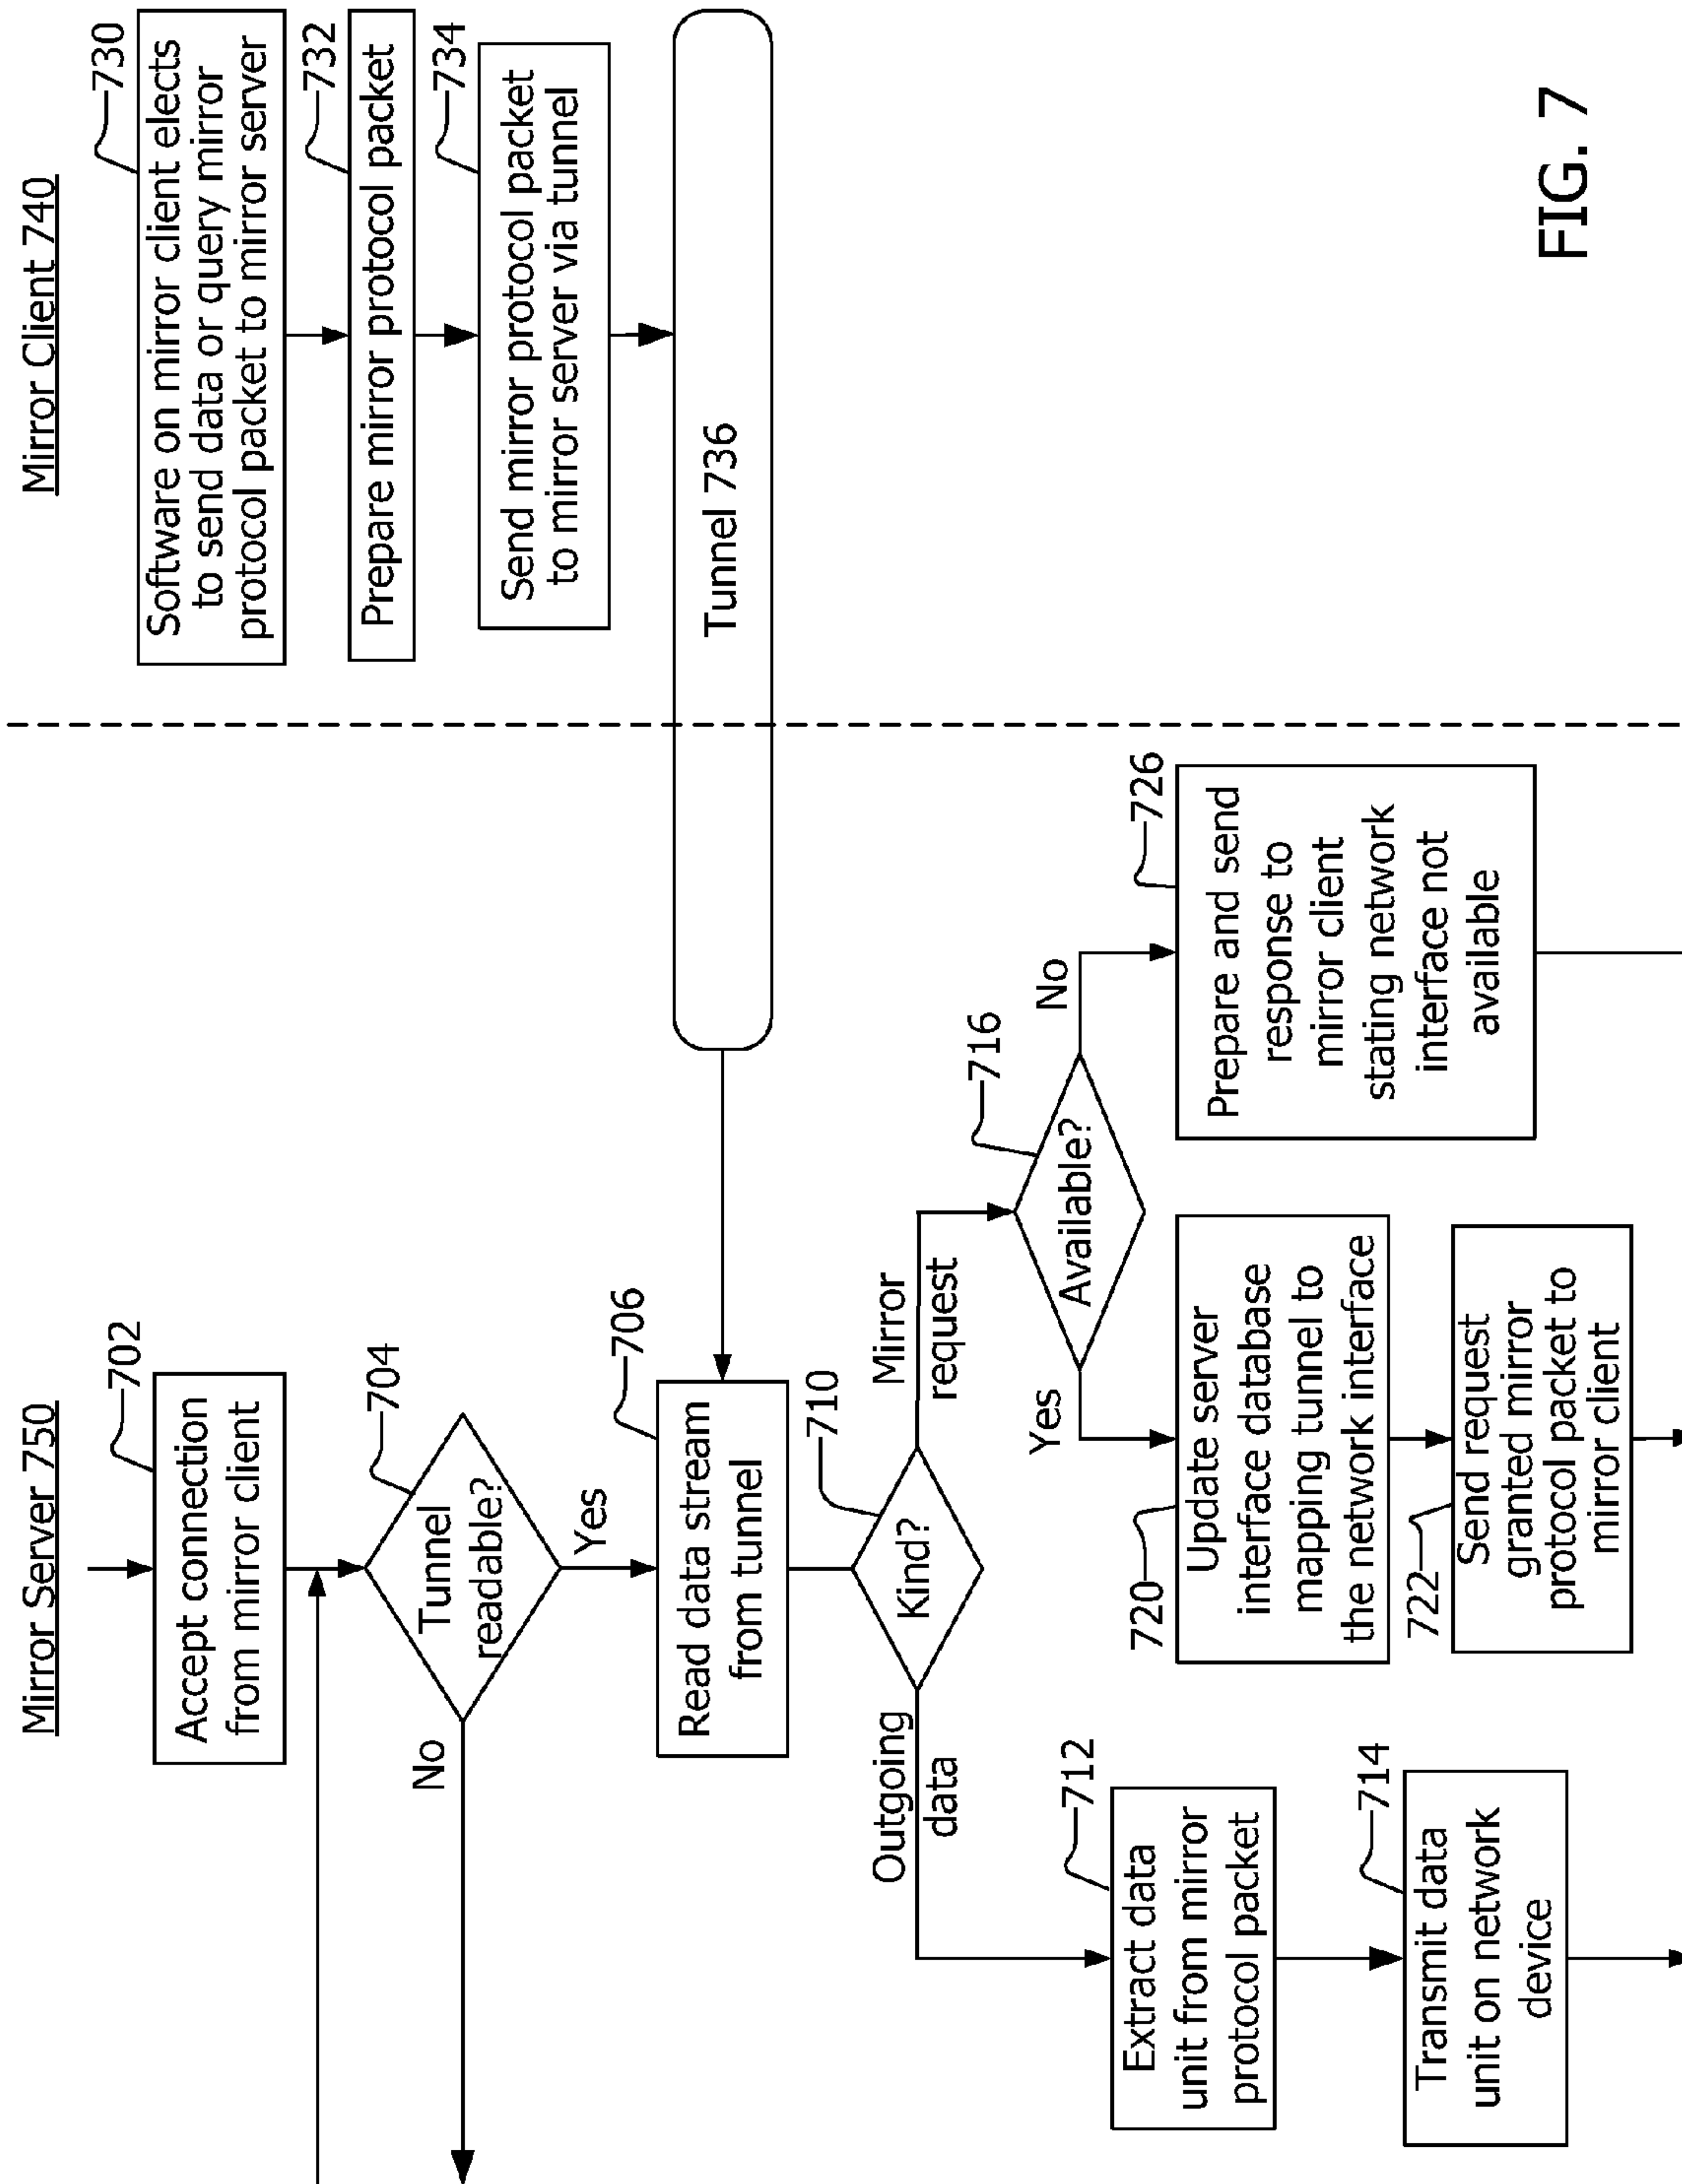 Mirror Server 750
702
Accept connection
from mirror client
704
Tunnel
readable?
No
Yes
706
Read data stream
from tunnel
710
Kind?
Outgoing
data
Mirror
request
712
Extract data
unit from mirror
protocol packet
714
Transmit data
unit on network
device
716
Available?
Yes
No
720
Update server
interface database
mapping tunnel to
the network interface
722
Send request
granted mirror
protocol packet to
mirror client
726
Prepare and send
response to
mirror client
stating network
interface not
available
Mirror Client 740
730
Software on mirror client elects
to send data or query mirror
protocol packet to mirror server
732
Prepare mirror protocol packet
734
Send mirror protocol packet
to mirror server via tunnel
Tunnel 736
FIG. 7